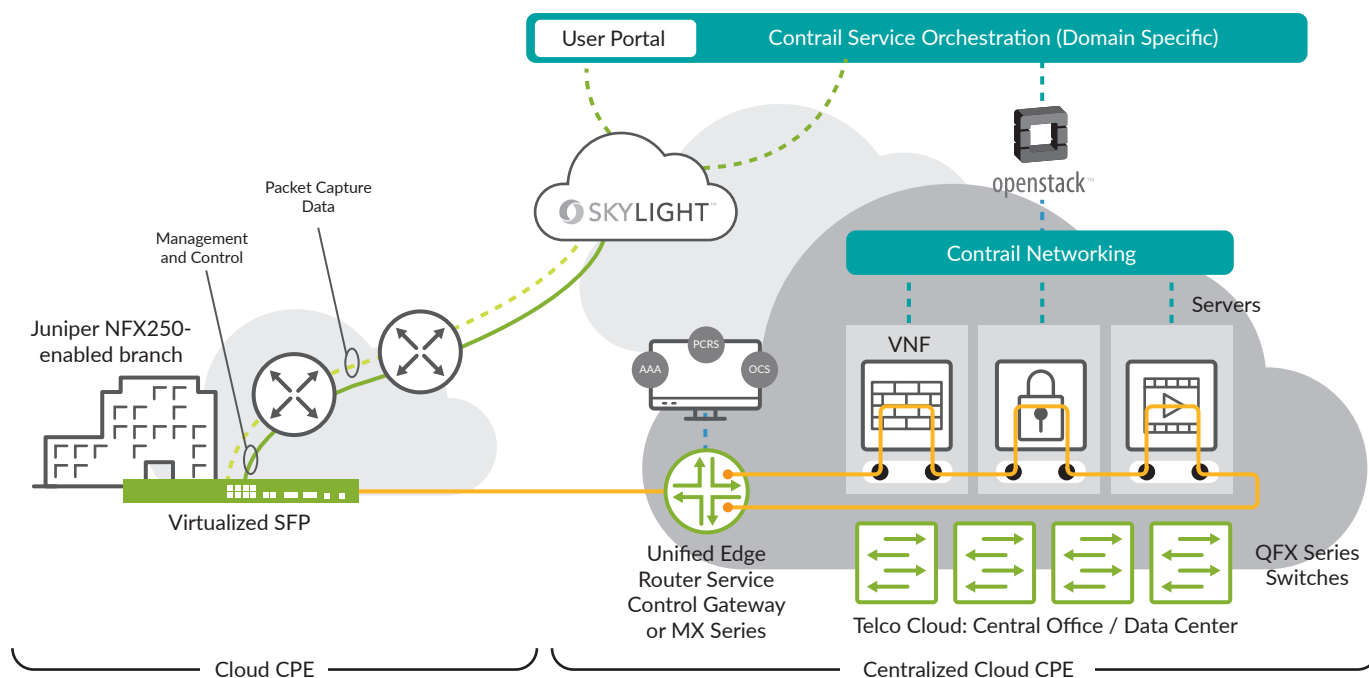 User Portal
Contrail Service Orchestration (Domain Specific)
openstack™
SKYLIGHT™
Packet Capture
Data
Management
and Control
Contrail Networking
Servers
Juniper NFX250-
enabled branch
VNF
PCRS
AAA
OCS
Virtualized SFP
Unified Edge
Router Service
Control Gateway
or MX Series
QFX Series
Switches
Telco Cloud: Central Office / Data Center
Cloud CPE
Centralized Cloud CPE